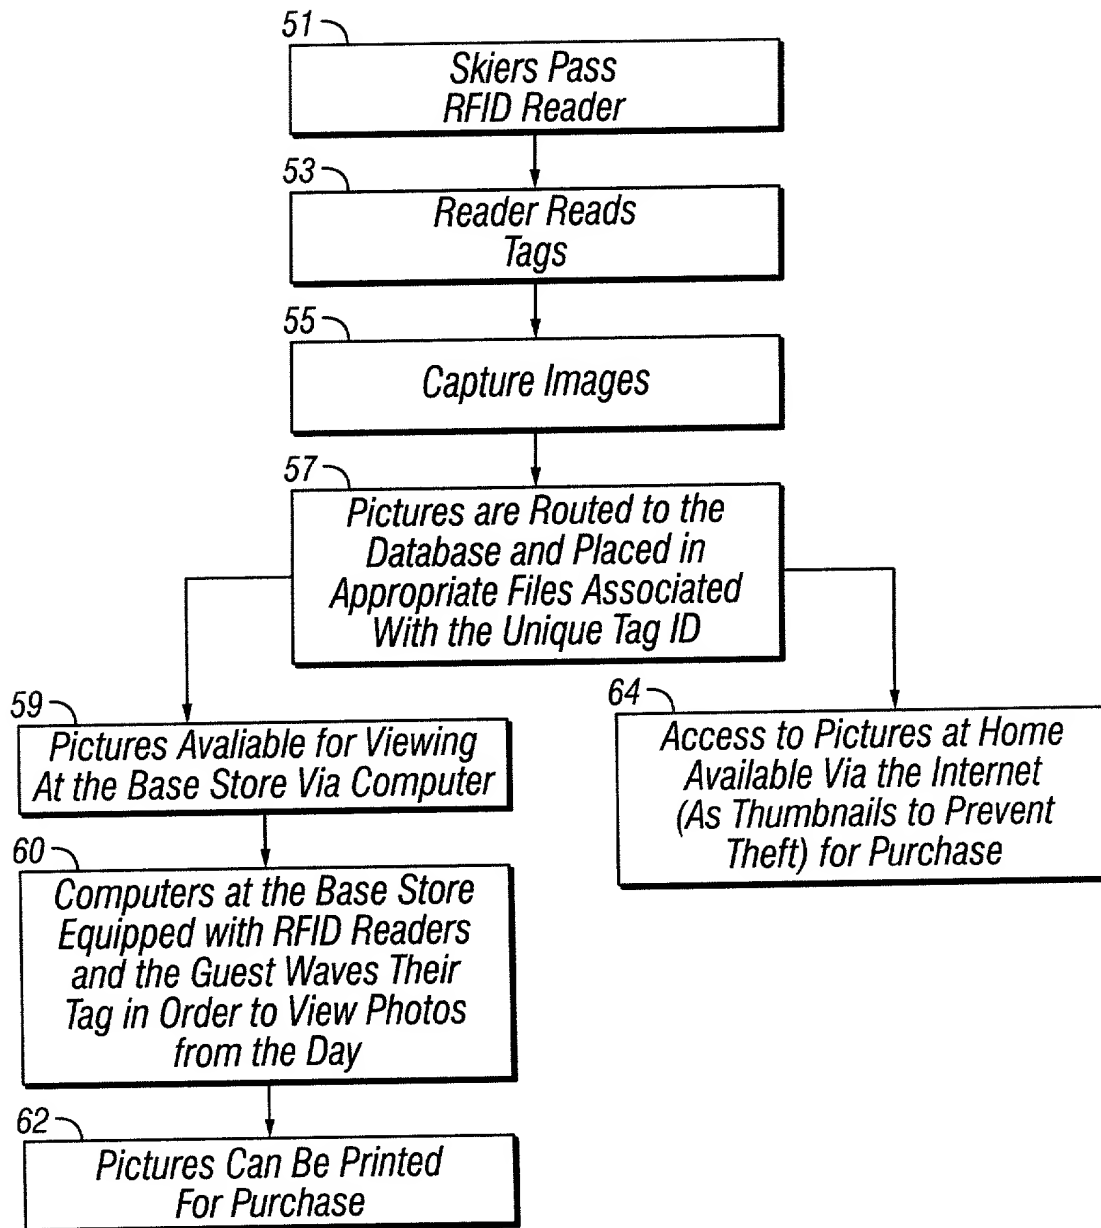 51
Skiers Pass
RFID Reader
53
Reader Reads
Tags
55
Capture Images
57
Pictures are Routed to the
Database and Placed in
Appropriate Files Associated
With the Unique Tag ID
59
Pictures Avaliable for Viewing
At the Base Store Via Computer
60
Computers at the Base Store
Equipped with RFID Readers
and the Guest Waves Their
Tag in Order to View Photos
from the Day
62
Pictures Can Be Printed
For Purchase
64
Access to Pictures at Home
Available Via the Internet
(As Thumbnails to Prevent
Theft) for Purchase